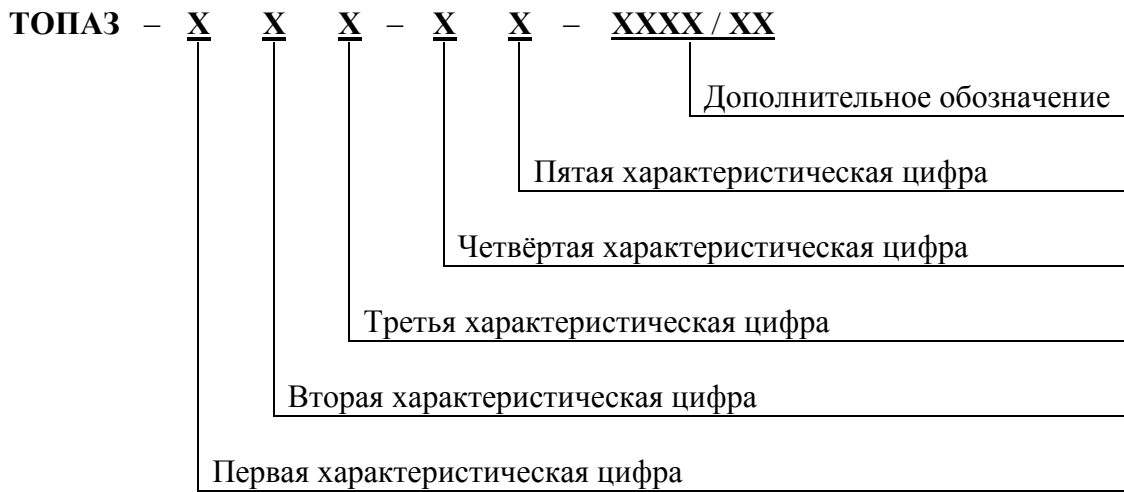 ТОПАЗ – X X X – X X – XXXX / XX
Дополнительное обозначение
Пятая характеристическая цифра
Четвёртая характеристическая цифра
Третья характеристическая цифра
Вторая характеристическая цифра
Первая характеристическая цифра